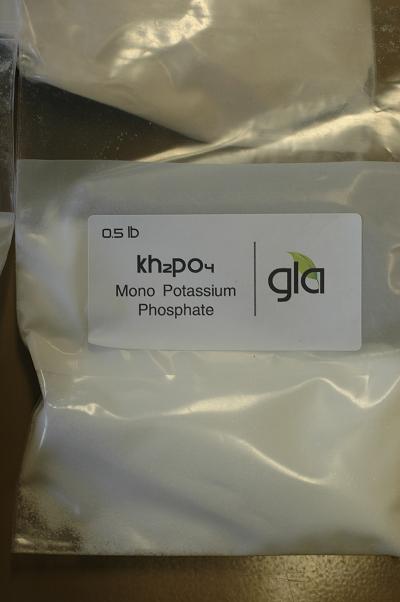 0.5 lb
kh₂po₄
Mono Potassium
Phosphate
gla